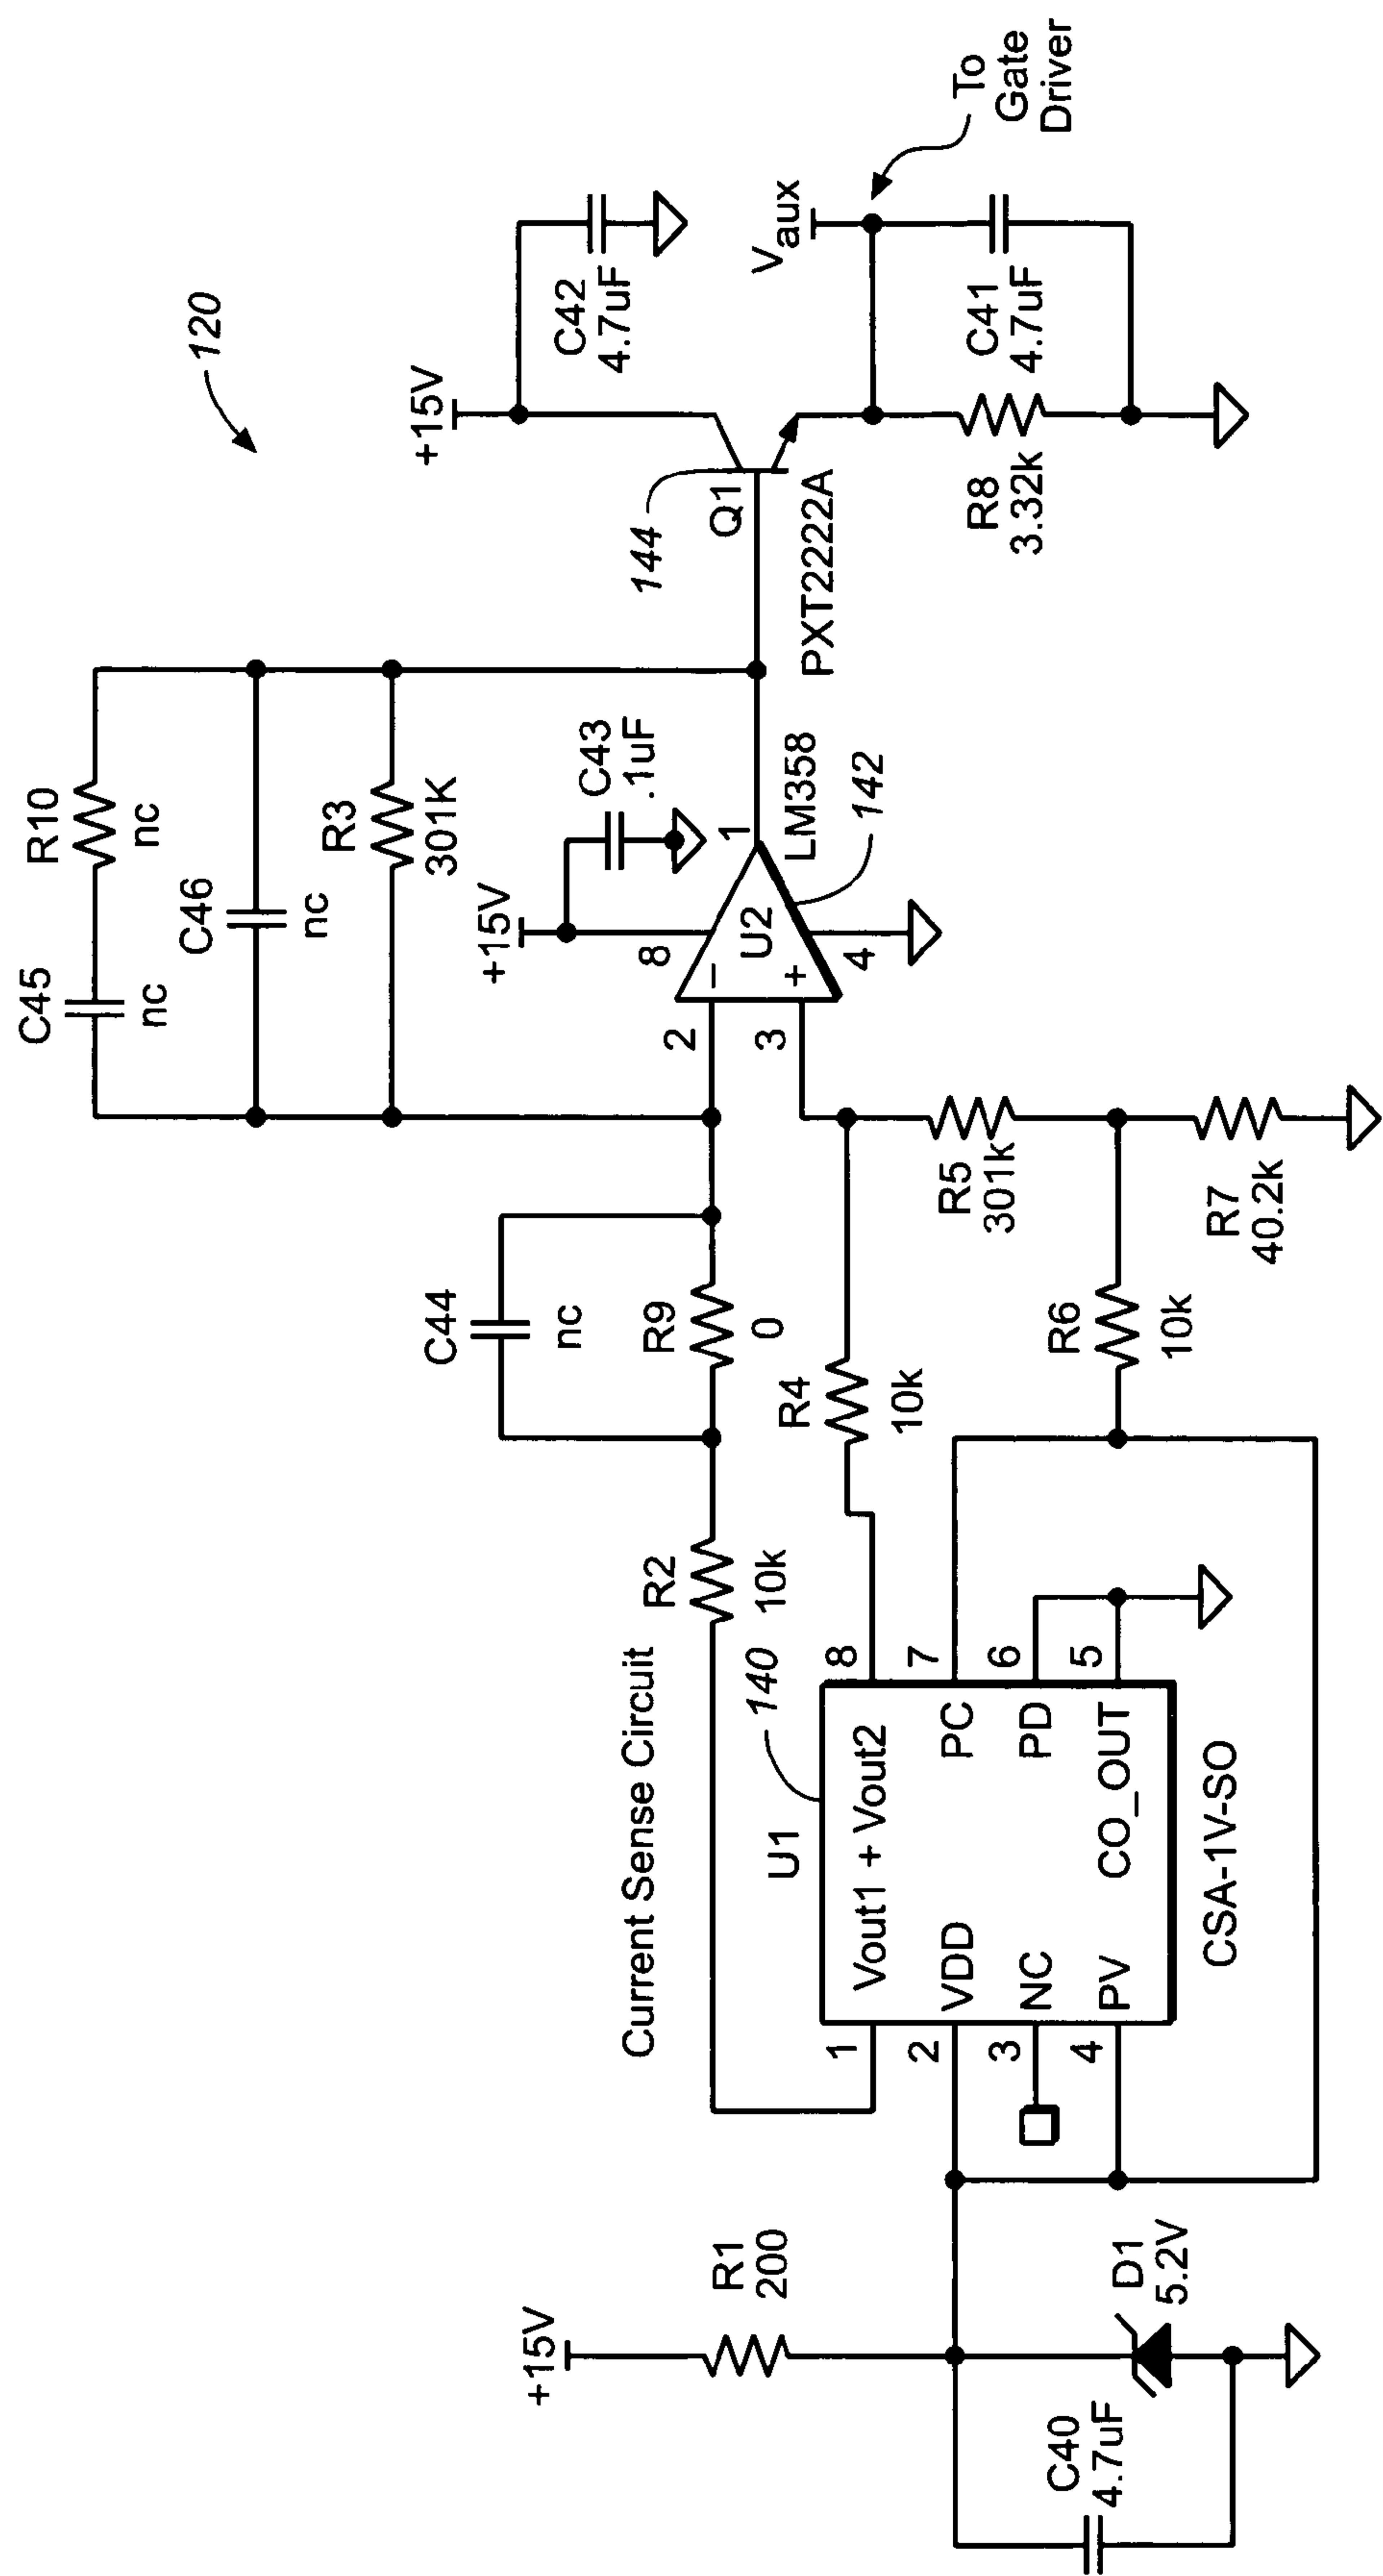 120
C45
nc
R10
nc
C46
nc
R3
301K
+15V
C42
4.7uF
+15V
C43
.1uF
144
Q1
PXT2222A
Vaux
To
Gate
Driver
C41
4.7uF
R8
3.32k
C44
nc
R9
0
R2
10k
2
3
8
4
1
−
+
U2
LM358
142
R4
10k
R5
301k
R6
10k
R7
40.2k
Current Sense Circuit
140
U1
Vout1 + Vout2
VDD
NC
PV
PC
PD
CO_OUT
1
2
3
4
8
7
6
5
CSA-1V-SO
+15V
R1
200
D1
5.2V
C40
4.7uF